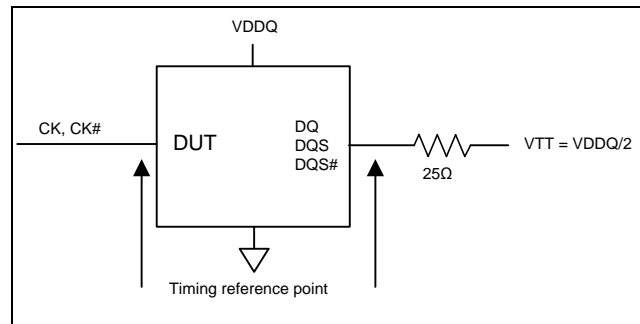 VDDQ
CK, CK#
DUT
DQ
DQS
DQS#
VTT = VDDQ/2
25Ω
Timing reference point